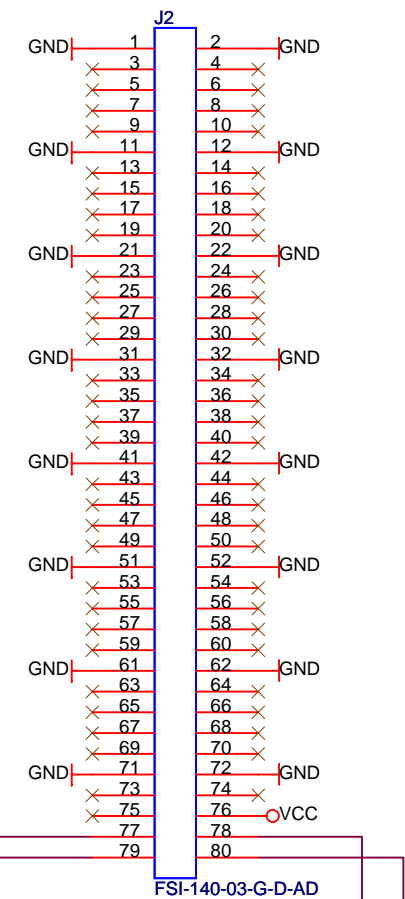 J2
GND 1 2 GND
3 4
5 6
7 8
9 10
GND 11 12 GND
13 14
15 16
17 18
19 20
GND 21 22 GND
23 24
25 26
27 28
29 30
GND 31 32 GND
33 34
35 36
37 38
39 40
GND 41 42 GND
43 44
45 46
47 48
49 50
GND 51 52 GND
53 54
55 56
57 58
59 60
GND 61 62 GND
63 64
65 66
67 68
69 70
GND 71 72 GND
73 74
75 76 VCC
77 78
79 80
FSI-140-03-G-D-AD